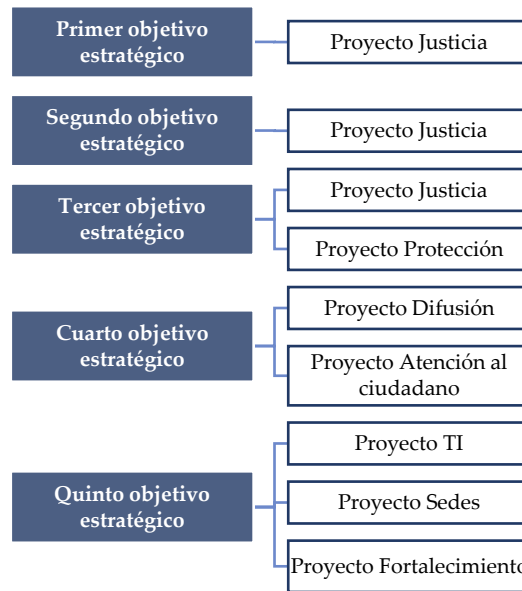 Primer objetivo
estratégico
Proyecto Justicia
Segundo objetivo
estratégico
Proyecto Justicia
Tercer objetivo
estratégico
Proyecto Justicia
Proyecto Protección
Cuarto objetivo
estratégico
Proyecto Difusión
Proyecto Atención al
ciudadano
Quinto objetivo
estratégico
Proyecto TI
Proyecto Sedes
Proyecto Fortalecimiento